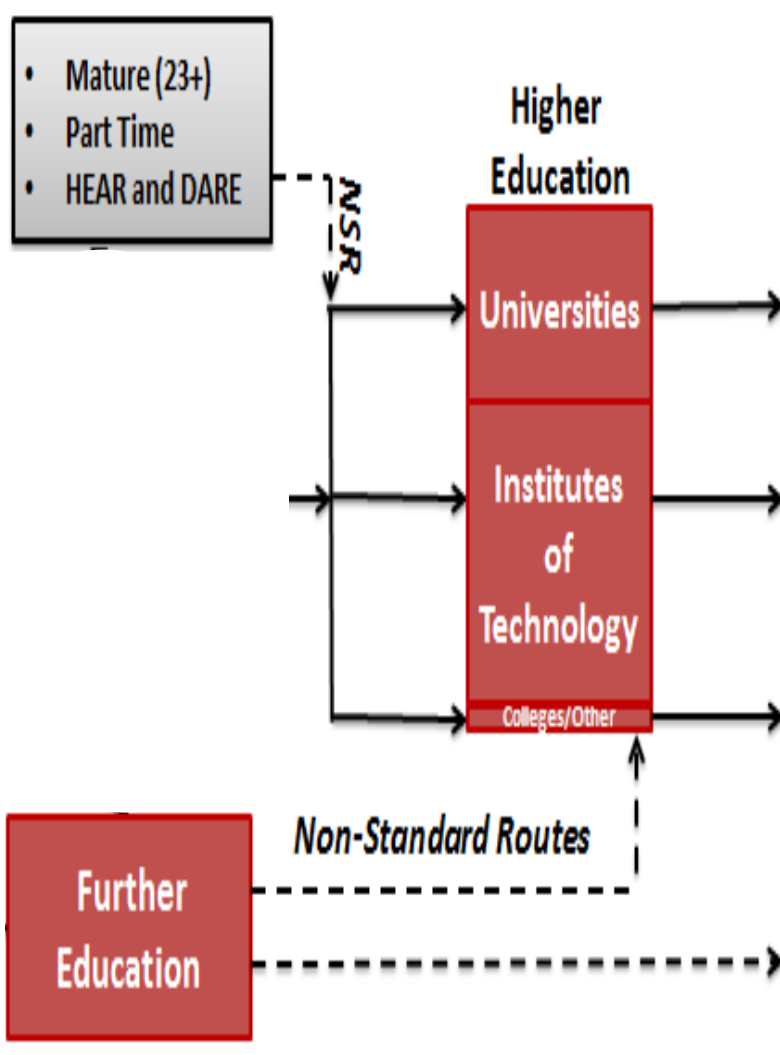 • Mature (23+)
• Part Time
• HEAR and DARE
NSR
Higher
Education
Universities
Institutes
of
Technology
Colleges/Other
Non-Standard Routes
Further
Education